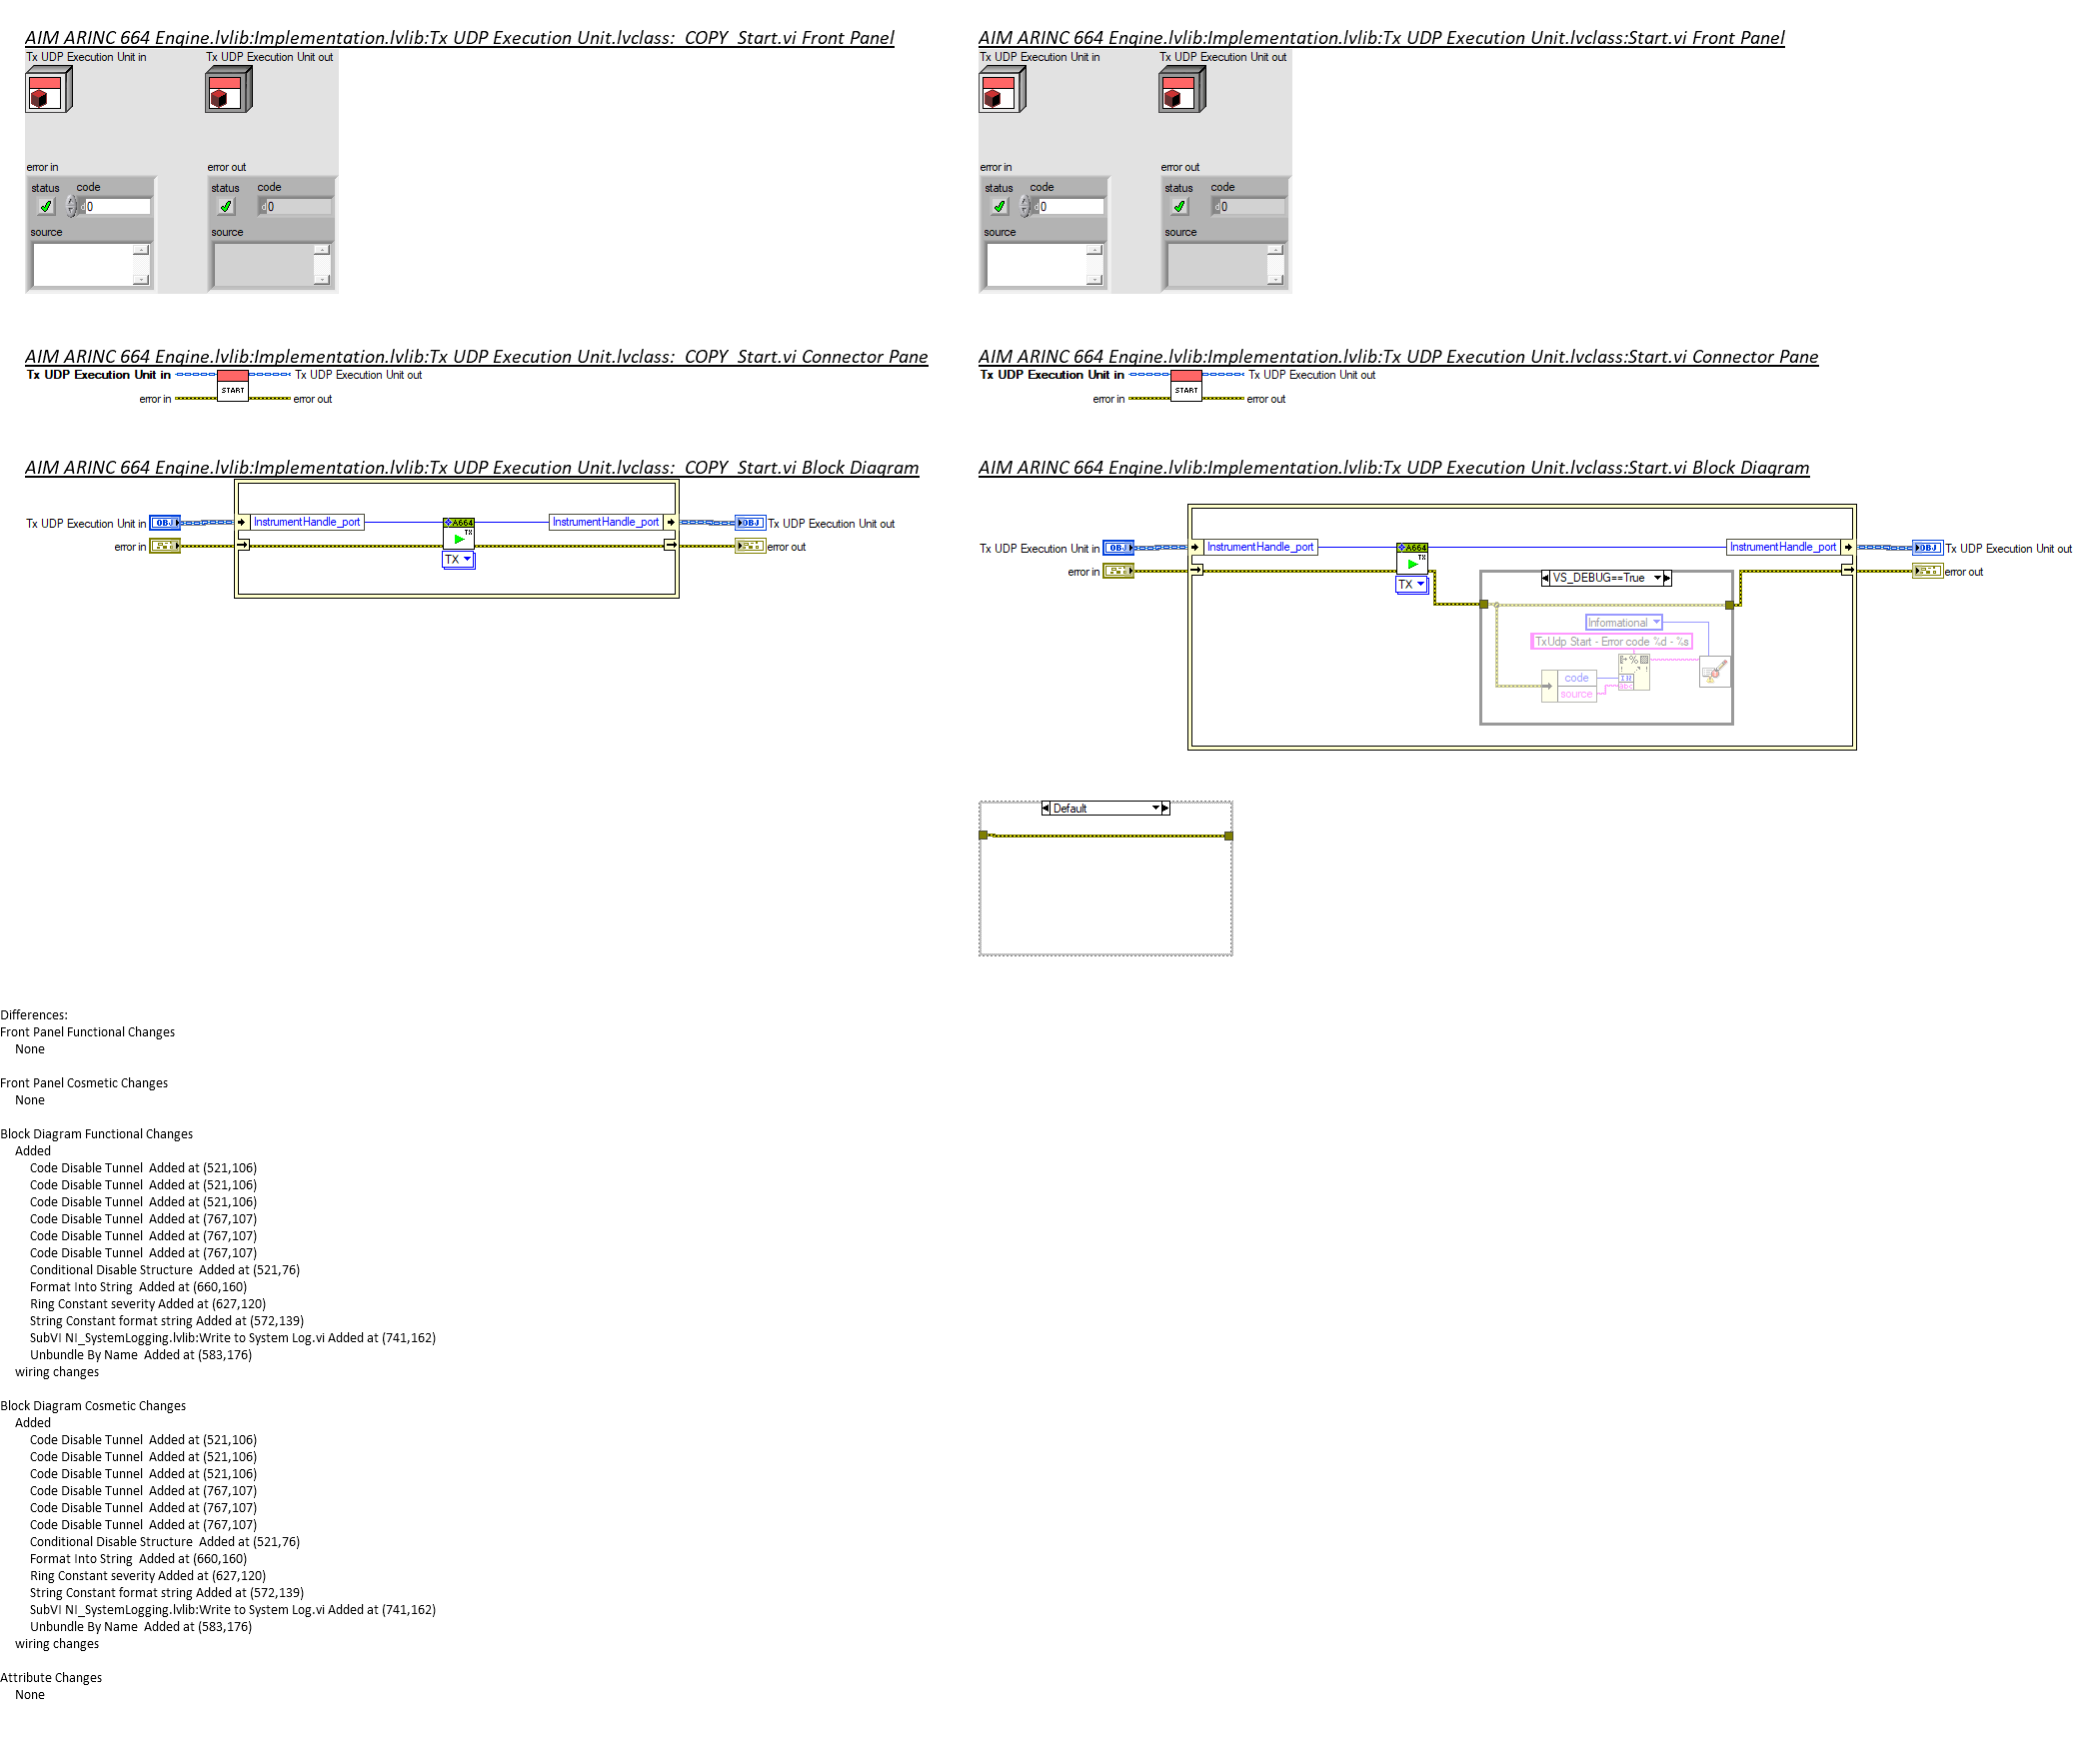 AIM ARINC 664 Engine.lvlib:Implementation.lvlib:Tx UDP Execution Unit.lvclass:_COPY_Start.vi Front Panel
Tx UDP Execution Unit in
Tx UDP Execution Unit out
error in
error out
status code
status code
0
0
source
source
AIM ARINC 664 Engine.lvlib:Implementation.lvlib:Tx UDP Execution Unit.lvclass:Start.vi Front Panel
Tx UDP Execution Unit in
Tx UDP Execution Unit out
error in
error out
status code
status code
0
0
source
source
AIM ARINC 664 Engine.lvlib:Implementation.lvlib:Tx UDP Execution Unit.lvclass:_COPY_Start.vi Connector Pane
Tx UDP Execution Unit in
START
Tx UDP Execution Unit out
error in
error out
AIM ARINC 664 Engine.lvlib:Implementation.lvlib:Tx UDP Execution Unit.lvclass:Start.vi Connector Pane
Tx UDP Execution Unit in
START
Tx UDP Execution Unit out
error in
error out
AIM ARINC 664 Engine.lvlib:Implementation.lvlib:Tx UDP Execution Unit.lvclass:_COPY_Start.vi Block Diagram
Tx UDP Execution Unit in
OBJ
InstrumentHandle_port
A664
TX
InstrumentHandle_port
OBJ
Tx UDP Execution Unit out
error in
TX
error out
AIM ARINC 664 Engine.lvlib:Implementation.lvlib:Tx UDP Execution Unit.lvclass:Start.vi Block Diagram
Tx UDP Execution Unit in
OBJ
InstrumentHandle_port
A664
TX
InstrumentHandle_port
OBJ
Tx UDP Execution Unit out
error in
TX
VS_DEBUG==True
error out
Informational
TxUdp Start - Error code %d - %s
code
source
abc
Default
Differences:
Front Panel Functional Changes
None
Front Panel Cosmetic Changes
None
Block Diagram Functional Changes
Added
Code Disable Tunnel  Added at (521,106)
Code Disable Tunnel  Added at (521,106)
Code Disable Tunnel  Added at (521,106)
Code Disable Tunnel  Added at (767,107)
Code Disable Tunnel  Added at (767,107)
Code Disable Tunnel  Added at (767,107)
Conditional Disable Structure  Added at (521,76)
Format Into String  Added at (660,160)
Ring Constant severity Added at (627,120)
String Constant format string Added at (572,139)
SubVI NI_SystemLogging.lvlib:Write to System Log.vi Added at (741,162)
Unbundle By Name  Added at (583,176)
wiring changes
Block Diagram Cosmetic Changes
Added
Code Disable Tunnel  Added at (521,106)
Code Disable Tunnel  Added at (521,106)
Code Disable Tunnel  Added at (521,106)
Code Disable Tunnel  Added at (767,107)
Code Disable Tunnel  Added at (767,107)
Code Disable Tunnel  Added at (767,107)
Conditional Disable Structure  Added at (521,76)
Format Into String  Added at (660,160)
Ring Constant severity Added at (627,120)
String Constant format string Added at (572,139)
SubVI NI_SystemLogging.lvlib:Write to System Log.vi Added at (741,162)
Unbundle By Name  Added at (583,176)
wiring changes
Attribute Changes
None